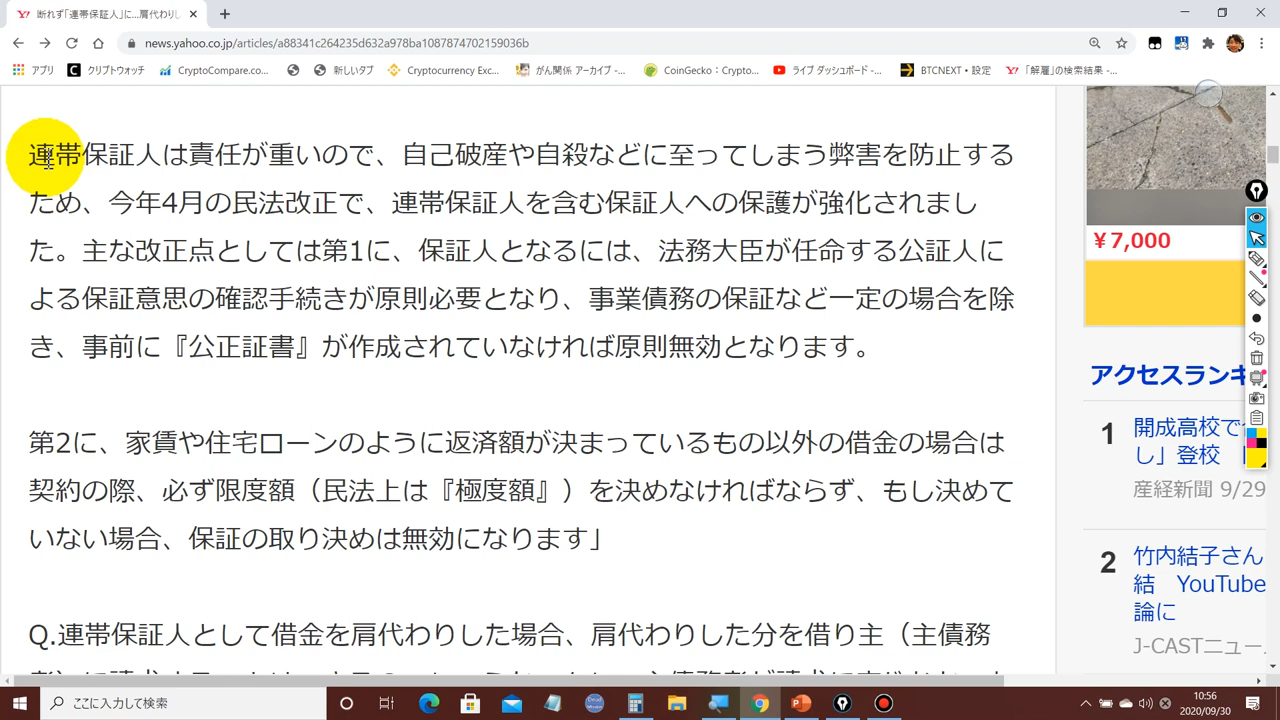 断れず「連帯保証人」に…肩代わりし
news.yahoo.co.jp/articles/a88341c264235d632a978ba1087874702159036b
アプリ クリプトウォッチ CryptoCompare.co... 新しいタブ Cryptocurrency Exc... がん関係 アーカイブ -... CoinGecko：Crypto... ライブ ダッシュボード -... BTCNEXT・設定 「解雇」の検索結果 -...
連帯保証人は責任が重いので、自己破産や自殺などに至ってしまう弊害を防止する
ため、今年4月の民法改正で、連帯保証人を含む保証人への保護が強化されまし
た。主な改正点としては第1に、保証人となるには、法務大臣が任命する公証人に
よる保証意思の確認手続きが原則必要となり、事業債務の保証など一定の場合を除
き、事前に『公正証書』が作成されていなければ原則無効となります。
第2に、家賃や住宅ローンのように返済額が決まっているもの以外の借金の場合は
契約の際、必ず限度額（民法上は『極度額』）を決めなければならず、もし決めて
いない場合、保証の取り決めは無効になります」
Q.連帯保証人として借金を肩代わりした場合、肩代わりした分を借り主（主債務
￥7,000
アクセスランキ
1
開成高校で
し」登校
産経新聞 9/29
2
竹内結子さん
結 YouTube
論に
J-CASTニュー
ここに入力して検索
10:56
2020/09/30